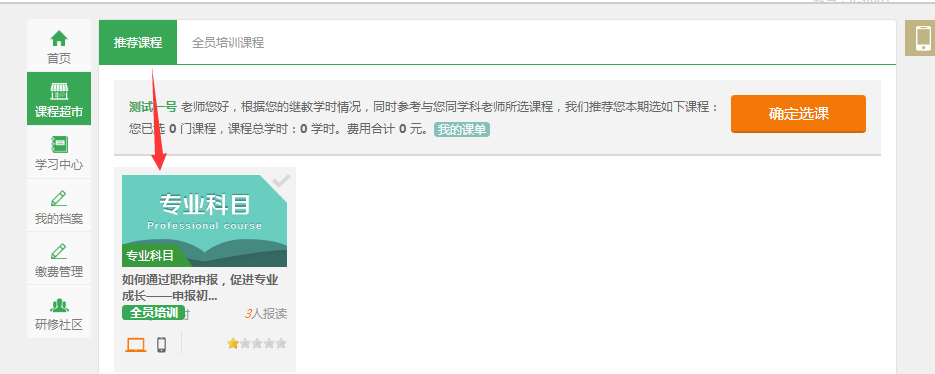 首页
课程超市
学习中心
我的档案
缴费管理
研修社区
推荐课程 全员培训课程
测试一号 老师您好，根据您的继教学时情况，同时参考与您同学科老师所选课程，我们推荐您本期选如下课程：
您已选 0 门课程，课程总学时：0 学时。费用合计 0 元。 我的课单
确定选课
专业科目
Professional course
专业科目
如何通过职称申报，促进专业
成长——申报初...
全员培训 时 3人报读